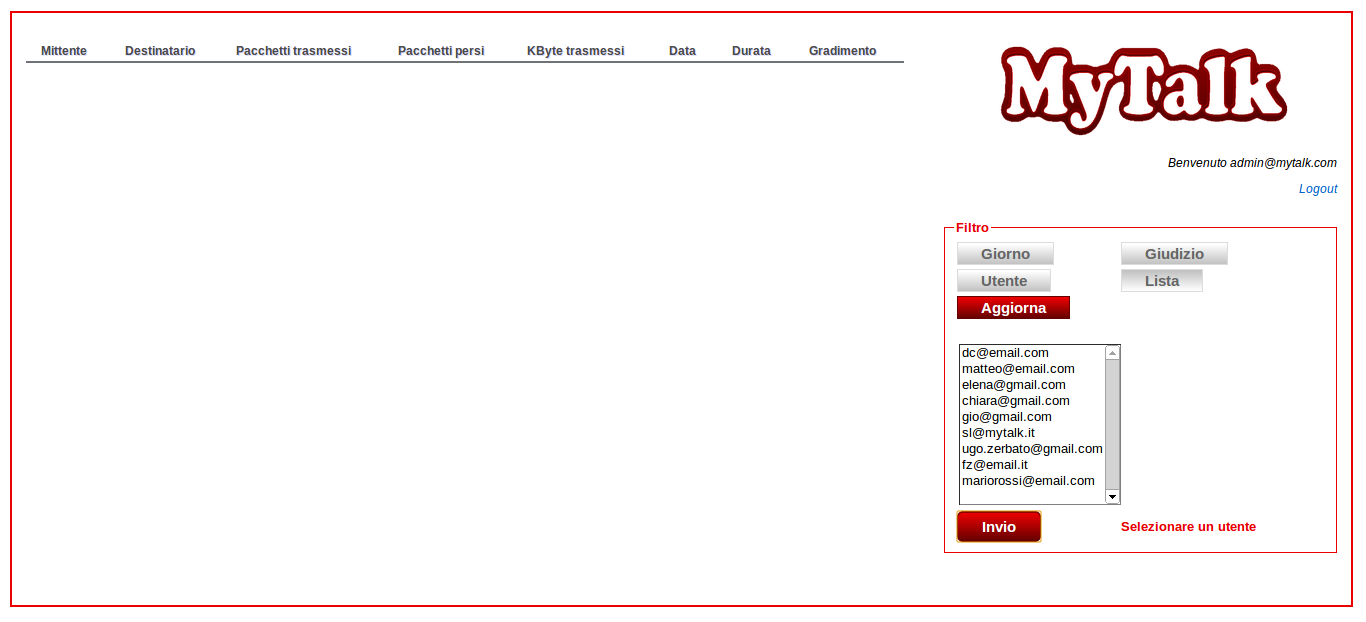 Mittente Destinatario Pacchetti trasmessi Pacchetti persi KByte trasmessi Data Durata Gradimento
MyTalk
Benvenuto admin@mytalk.com
Logout
Filtro
Giorno Giudizio
Utente Lista
Aggiorna
dc@email.com
matteo@email.com
elena@gmail.com
chiara@gmail.com
gio@gmail.com
sl@mytalk.it
ugo.zerbato@gmail.com
fz@email.it
mariorossi@email.com
Invio Selezionare un utente